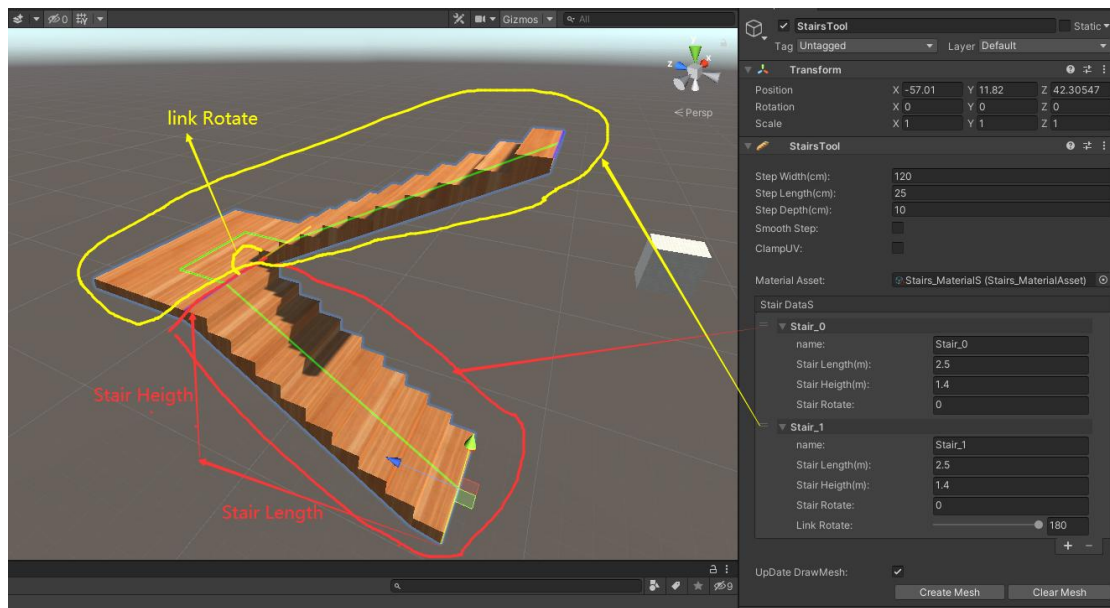 0
Gizmos
All
StairsTool
Static
Tag Untagged
Layer Default
Transform
Position
X -57.01
Y 11.82
Z 42.30547
Rotation
X 0
Y 0
Z 0
Scale
X 1
Y 1
Z 1
y
x
z
Persp
link Rotate
StairsTool
Step Width(cm):
120
Step Length(cm):
25
Step Depth(cm):
10
Smooth Step:
ClampUV:
Material Asset:
Stairs_MaterialS (Stairs_MaterialAsset)
Stair DataS
Stair_0
name:
Stair_0
Stair Length(m):
2.5
Stair Heigth(m):
1.4
Stair Rotate:
0
Stair_1
name:
Stair_1
Stair Length(m):
2.5
Stair Heigth(m):
1.4
Stair Rotate:
0
Link Rotate:
180
+ -
Stair Heigth
Stair Length
UpDate DrawMesh:
Create Mesh
Clear Mesh
9